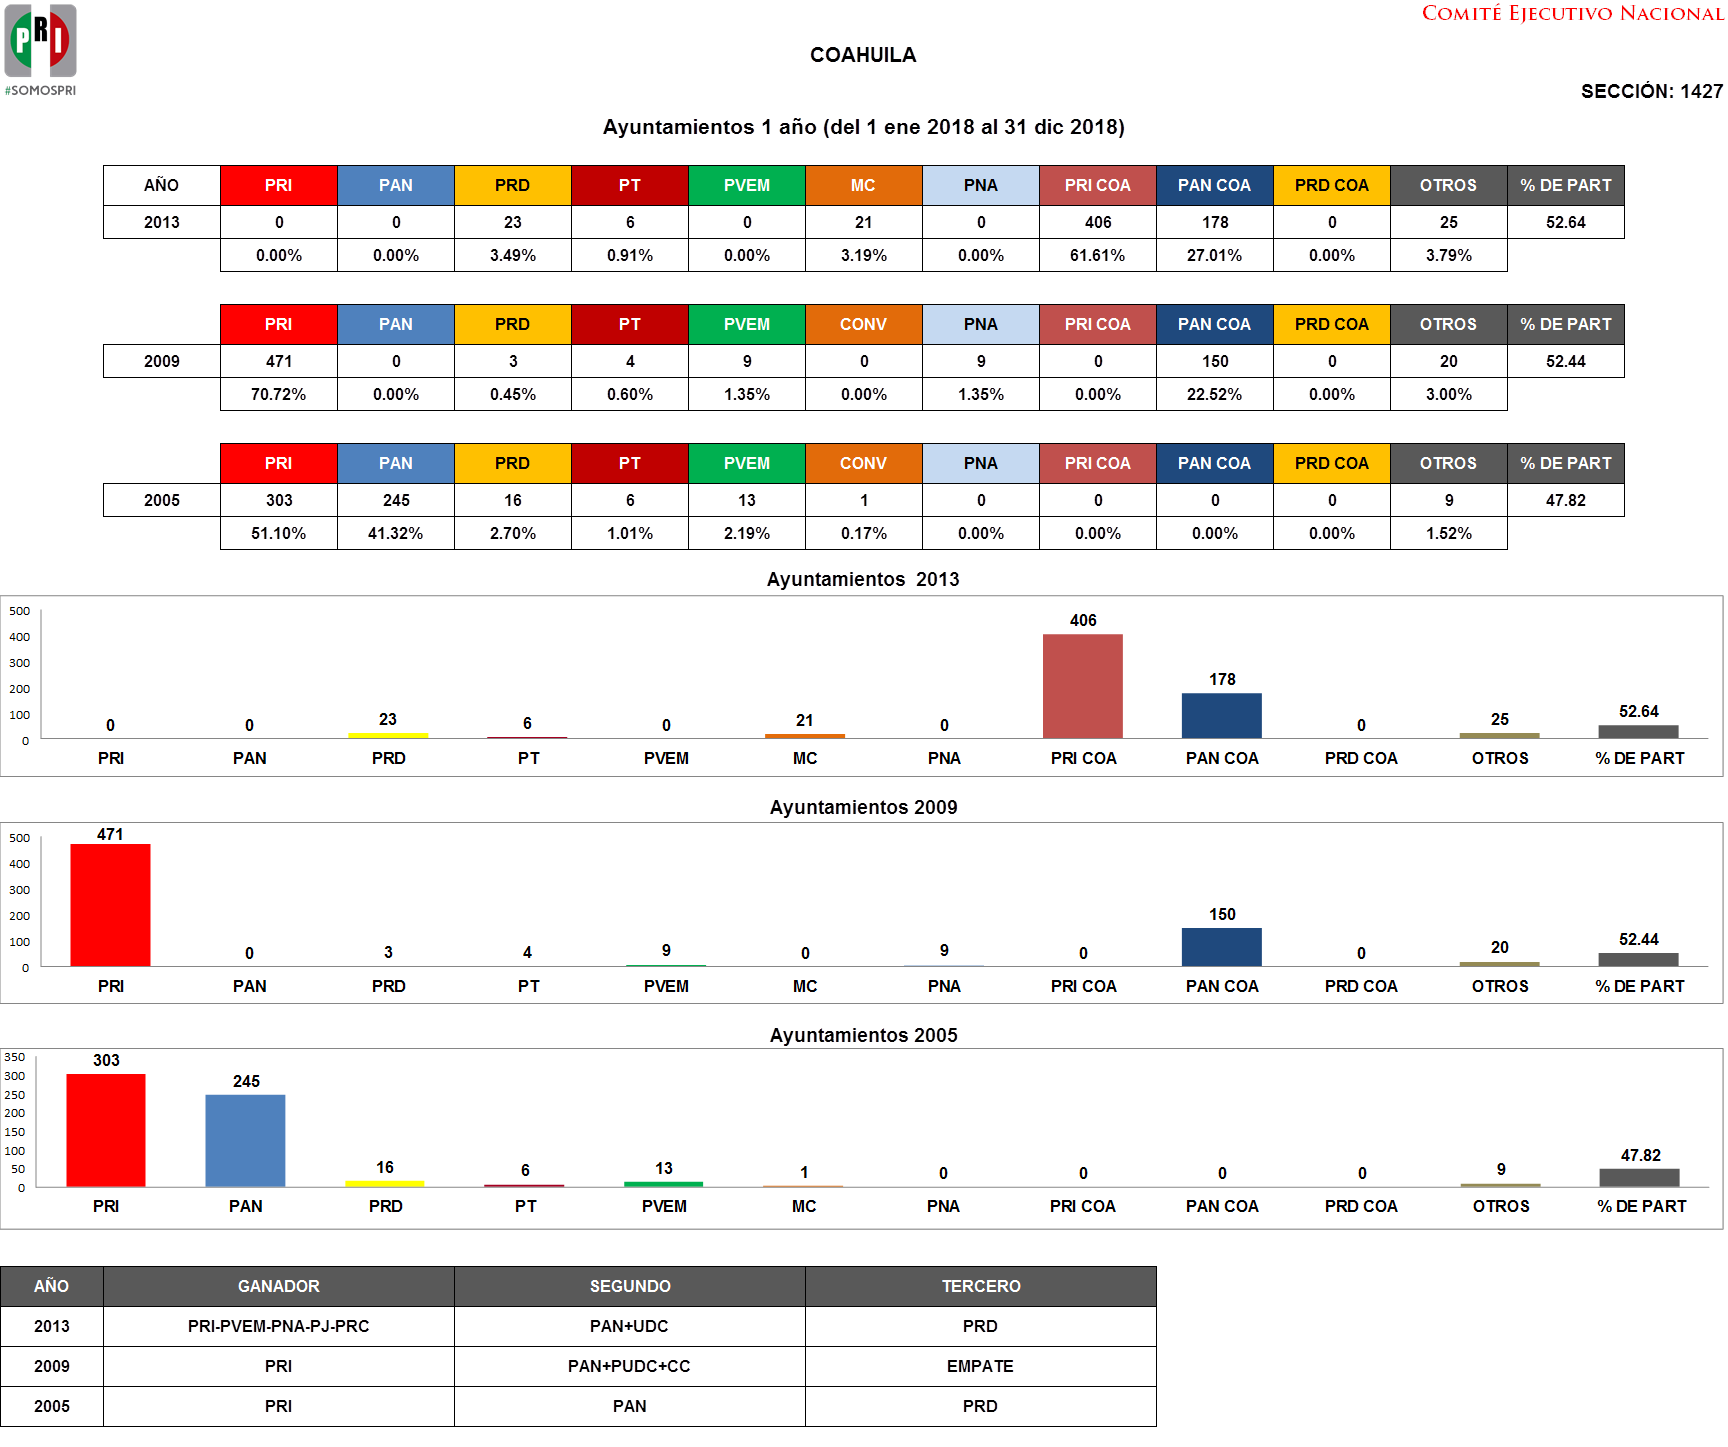 COMITÉ EJECUTIVO NACIONAL
PRI
#SOMOSPRI
COAHUILA
SECCIÓN: 1427
Ayuntamientos 1 año (del 1 ene 2018 al 31 dic 2018)
AÑO PRI PAN PRD PT PVEM MC PNA PRI COA PAN COA PRD COA OTROS % DE PART
2013 0 0 23 6 0 21 0 406 178 0 25 52.64
0.00% 0.00% 3.49% 0.91% 0.00% 3.19% 0.00% 61.61% 27.01% 0.00% 3.79%
PRI PAN PRD PT PVEM CONV PNA PRI COA PAN COA PRD COA OTROS % DE PART
2009 471 0 3 4 9 0 9 0 150 0 20 52.44
70.72% 0.00% 0.45% 0.60% 1.35% 0.00% 1.35% 0.00% 22.52% 0.00% 3.00%
PRI PAN PRD PT PVEM CONV PNA PRI COA PAN COA PRD COA OTROS % DE PART
2005 303 245 16 6 13 1 0 0 0 0 9 47.82
51.10% 41.32% 2.70% 1.01% 2.19% 0.17% 0.00% 0.00% 0.00% 0.00% 1.52%
Ayuntamientos 2013
500
400
300
200
100
0
0 0 23 6 0 21 0 406 178 0 25 52.64
PRI PAN PRD PT PVEM MC PNA PRI COA PAN COA PRD COA OTROS % DE PART
Ayuntamientos 2009
500
400
300
200
100
0
471 0 3 4 9 0 9 0 150 0 20 52.44
PRI PAN PRD PT PVEM MC PNA PRI COA PAN COA PRD COA OTROS % DE PART
Ayuntamientos 2005
350
300
250
200
150
100
50
0
303 245 16 6 13 1 0 0 0 0 9 47.82
PRI PAN PRD PT PVEM MC PNA PRI COA PAN COA PRD COA OTROS % DE PART
AÑO GANADOR SEGUNDO TERCERO
2013 PRI-PVEM-PNA-PJ-PRC PAN+UDC PRD
2009 PRI PAN+PUDC+CC EMPATE
2005 PRI PAN PRD